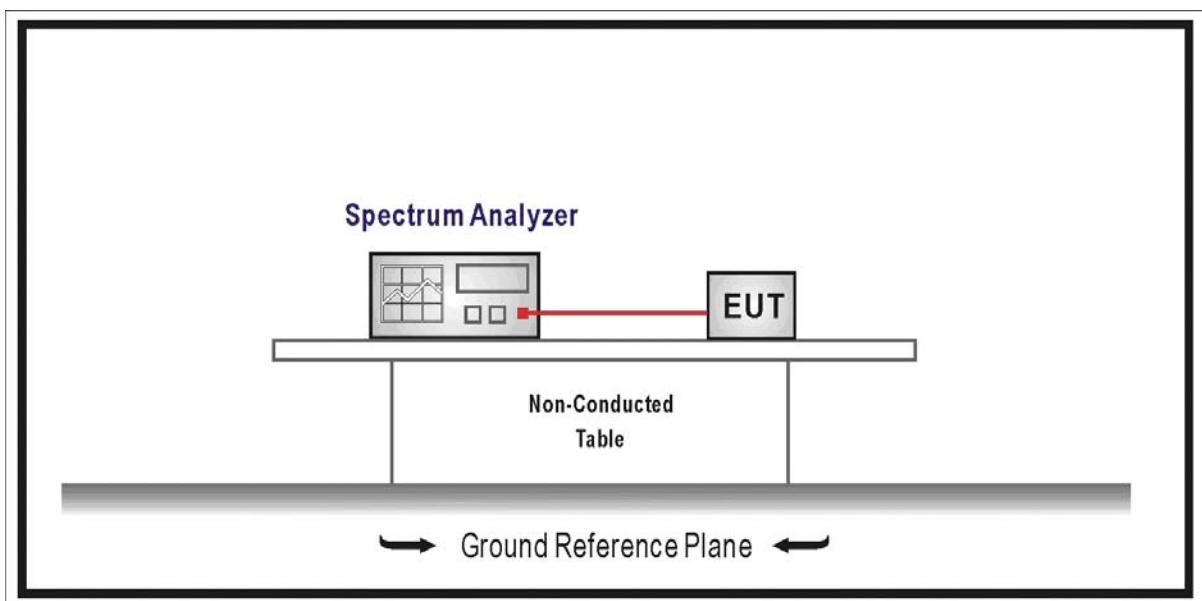 Spectrum Analyzer
EUT
Non-Conducted
Table
Ground Reference Plane